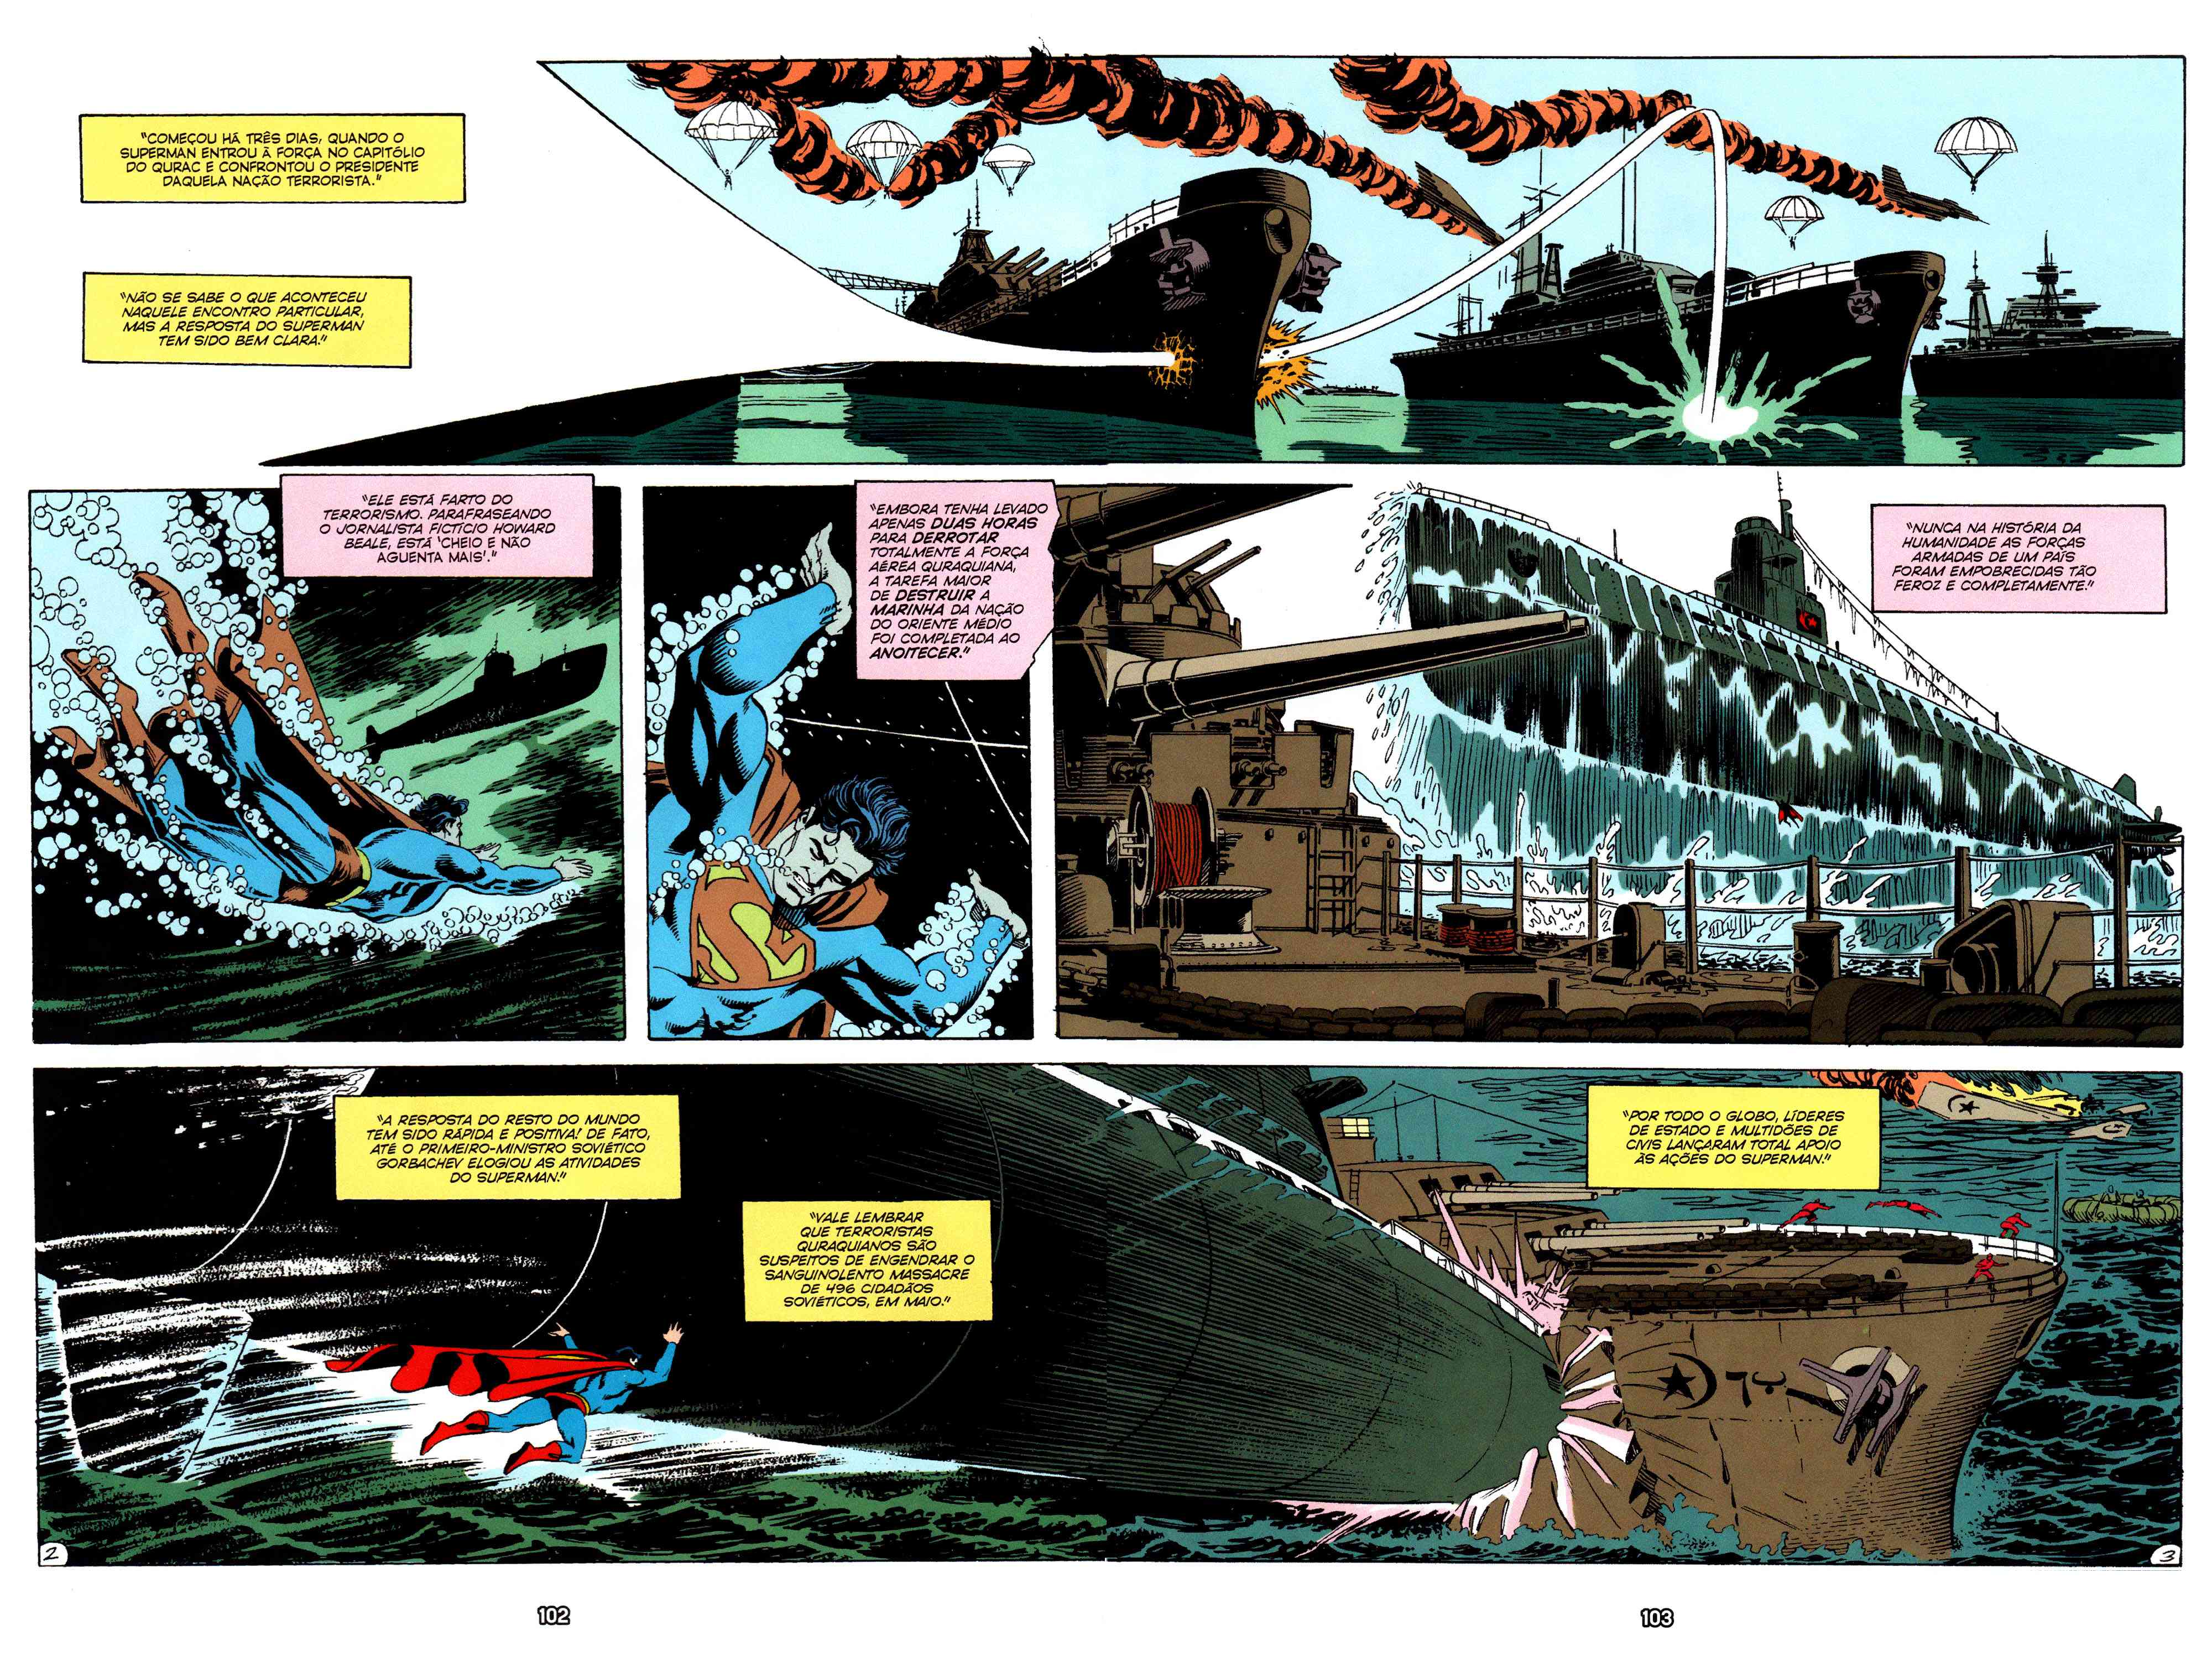 "COMEÇOU HÁ TRÊS DIAS, QUANDO O
SUPERMAN ENTROU À FORÇA NO CAPITÓLIO
DO QURAC E CONFRONTOU O PRESIDENTE
DAQUELA NAÇÃO TERRORISTA."
"NÃO SE SABE O QUE ACONTECEU
NAQUELE ENCONTRO PARTICULAR,
MAS A RESPOSTA DO SUPERMAN
TEM SIDO BEM CLARA."
"ELE ESTÁ FARTO DO
TERRORISMO. PARAFRASEANDO
O JORNALISTA FICTÍCIO HOWARD
BEALE, ESTÁ 'CHEIO E NÃO
AGUENTA MAIS'."
"EMBORA TENHA LEVADO
APENAS DUAS HORAS
PARA DERROTAR
TOTALMENTE A FORÇA
AÉREA QURAQUIANA,
A TAREFA MAIOR
DE DESTRUIR A
MARINHA DA NAÇÃO
DO ORIENTE MÉDIO
FOI COMPLETADA AO
ANOITECER."
"NUNCA NA HISTÓRIA DA
HUMANIDADE AS FORÇAS
ARMADAS DE UM PAÍS
FORAM EMPOBRECIDAS TÃO
FEROZ E COMPLETAMENTE."
"A RESPOSTA DO RESTO DO MUNDO
TEM SIDO RÁPIDA E POSITIVA! DE FATO,
ATÉ O PRIMEIRO-MINISTRO SOVIÉTICO
GORBACHEV ELOGIOU AS ATIVIDADES
DO SUPERMAN."
"VALE LEMBRAR
QUE TERRORISTAS
QURAQUIANOS SÃO
SUSPEITOS DE ENGENDRAR O
SANGUINOLENTO MASSACRE
DE 496 CIDADÃOS
SOVIÉTICOS, EM MAIO."
"POR TODO O GLOBO, LÍDERES
DE ESTADO E MULTIDÕES DE
CIVIS LANÇARAM TOTAL APOIO
ÀS AÇÕES DO SUPERMAN."
2
3
102
103